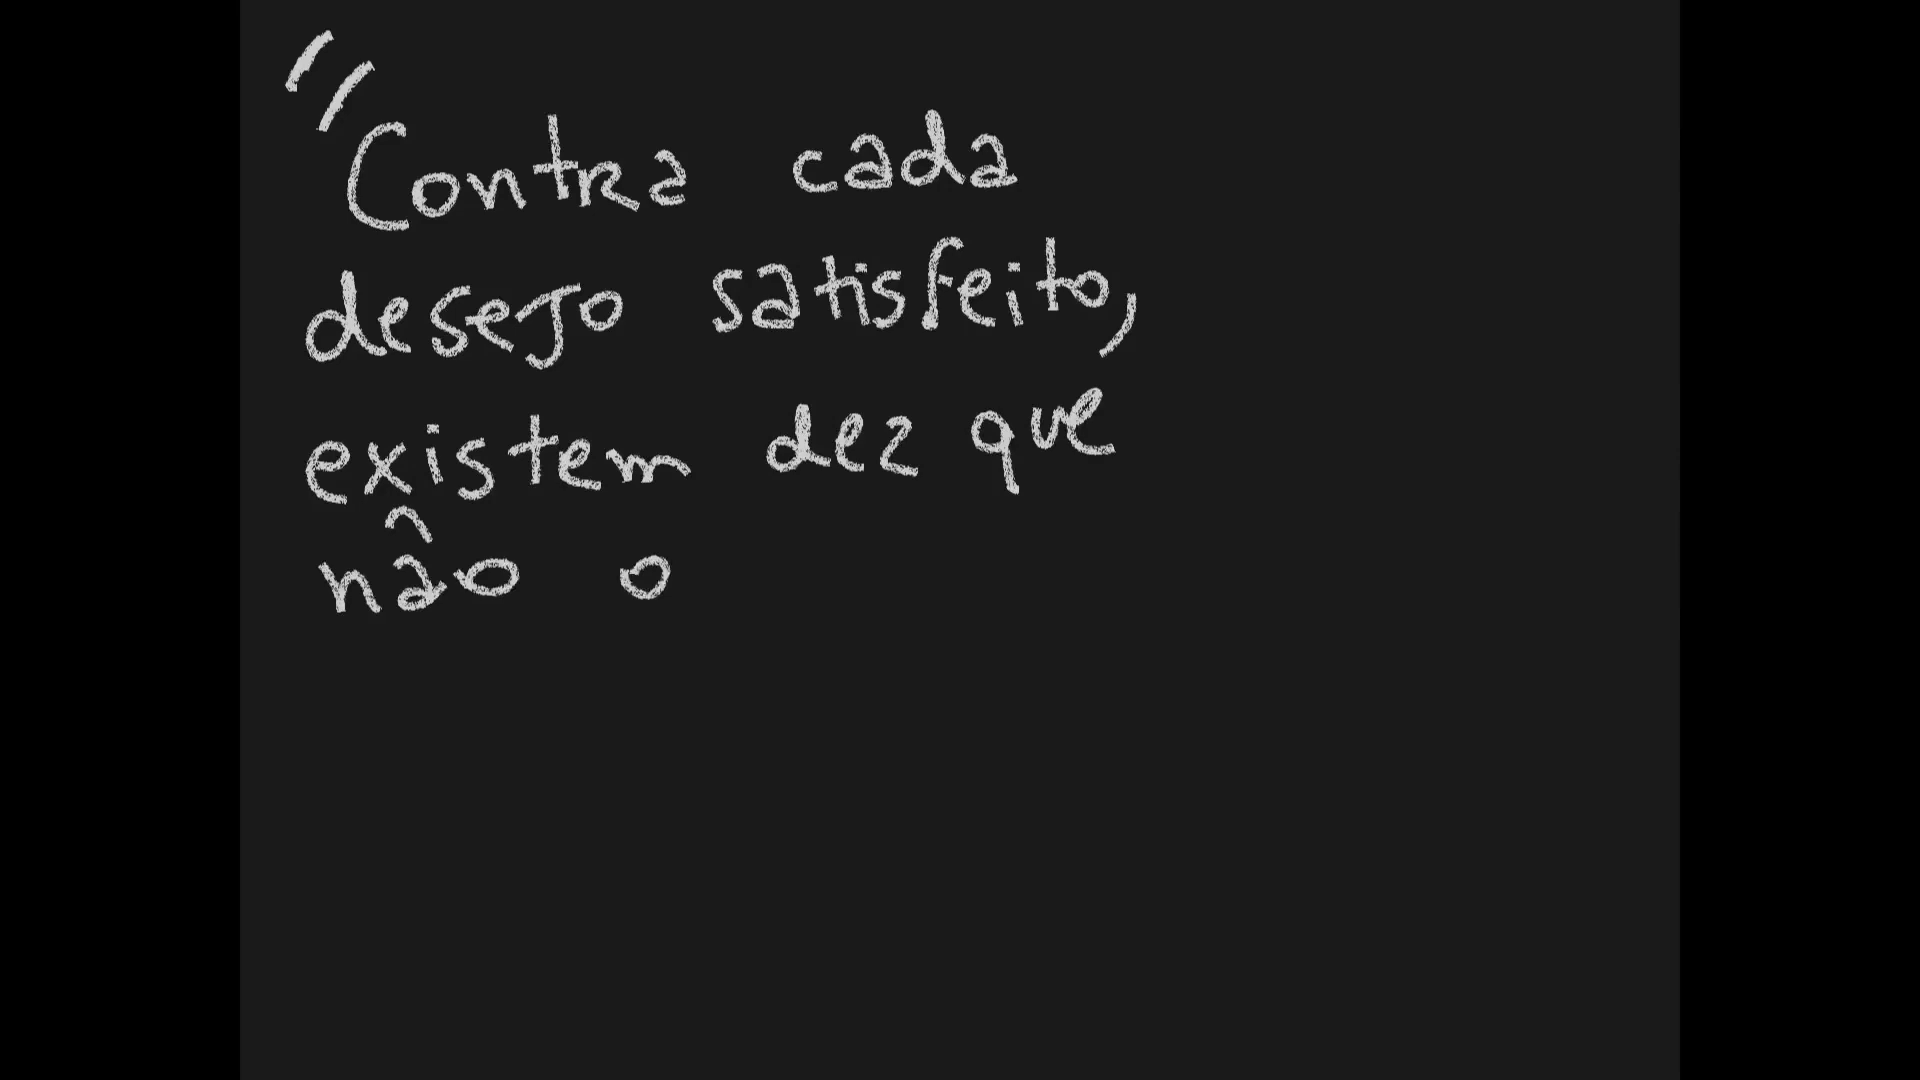 "Contra cada
desejo satisfeito,
existem dez que
não o